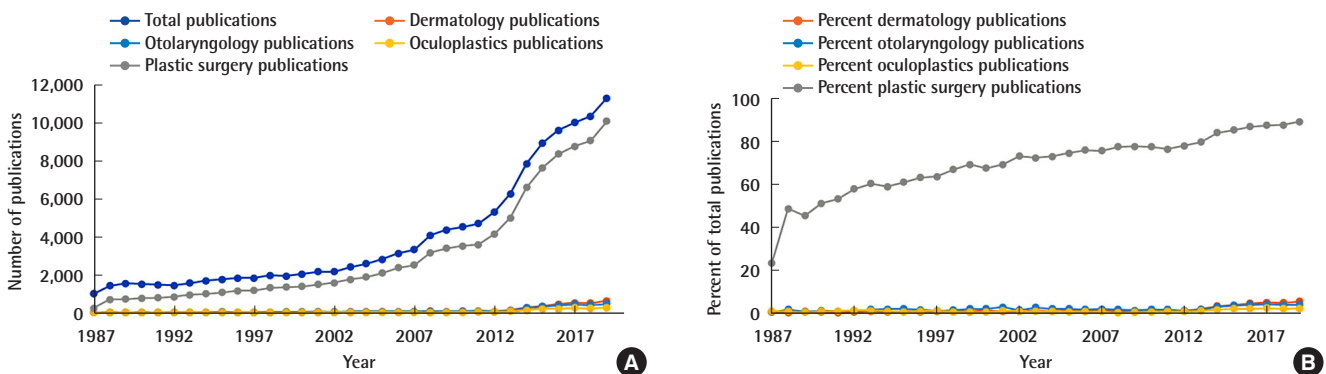 Total publications
Dermatology publications
Otolaryngology publications
Oculoplastics publications
Plastic surgery publications
12,000
10,000
8,000
6,000
4,000
2,000
0
Number of publications
1987 1992 1997 2002 2007 2012 2017
Year
A
Percent dermatology publications
Percent otolaryngology publications
Percent oculoplastics publications
Percent plastic surgery publications
100
80
60
40
20
0
Percent of total publications
1987 1992 1997 2002 2007 2012 2017
Year
B